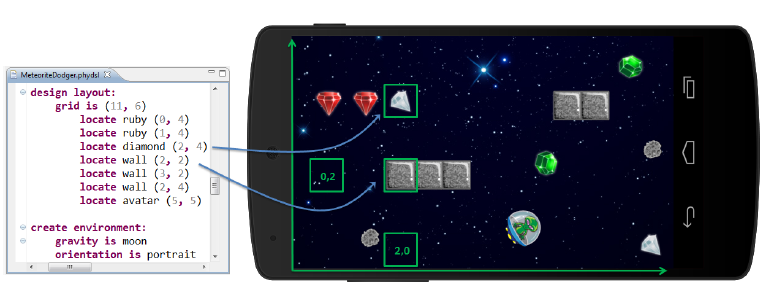 MeteoriteDodger.phydsl
design layout:
grid is (11, 6)
locate ruby (0, 4)
locate ruby (1, 4)
locate diamond (2, 4)
locate wall (2, 2)
locate wall (3, 2)
locate wall (2, 4)
locate avatar (5, 5)
create environment:
gravity is moon
orientation is portrait
0,2
2,0